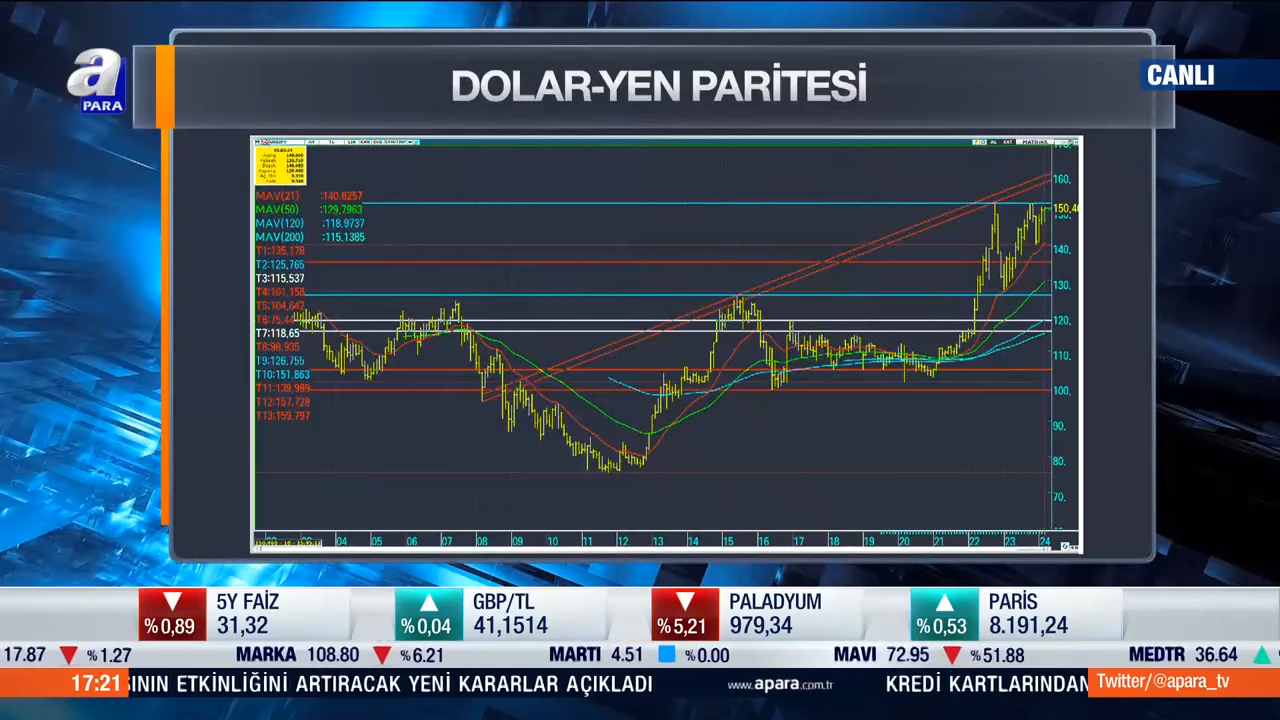 a
PARA
DOLAR-YEN PARİTESİ
CANLI
MATRIKS
MAV(21) :140.6257
MAV(50) :129.7963
MAV(120) :118.9737
MAV(200) :115.1385
T1:135,178
T2:125,765
T3:115,537
T4:101,158
T5:104,642
T7:118,65
T8:98,935
T9:126,755
T10:151,863
T11:139,999
T12:157,728
T13:159,797
160.
150,4
140.
130.
120.
110.
100.
90.
80.
70.
04 05 06 07 08 09 10 11 12 13 14 15 16 17 18 19 20 21 22 23 24
5Y FAİZ
%0,89 31,32
GBP/TL
%0,04 41,1514
PALADYUM
%5,21 979,34
PARİS
%0,53 8.191,24
17.87 %1.27 MARKA 108.80 %6.21 MARTI 4.51 %0.00 MAVI 72.95 %51.88 MEDTR 36.64
17:21 SININ ETKİNLİĞİNİ ARTIRACAK YENİ KARARLAR AÇIKLADI www.apara.com.tr KREDİ KARTLARINDAN Twitter/@apara_tv